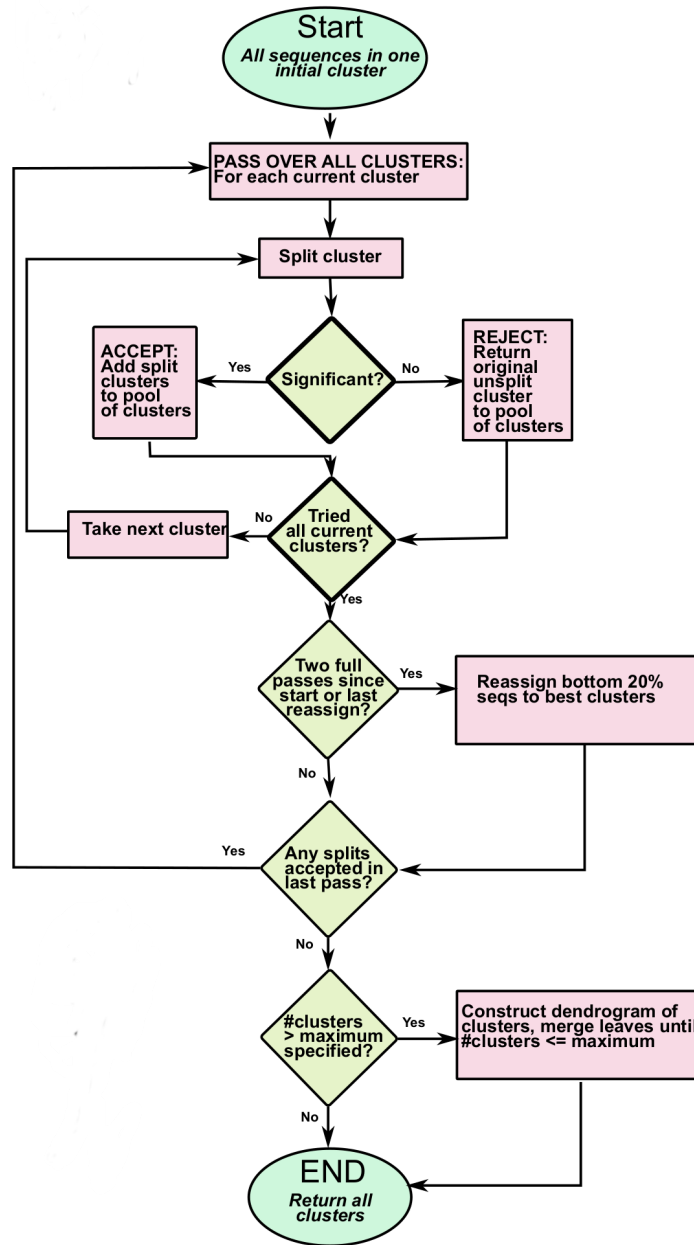 Start
All sequences in one
initial cluster
PASS OVER ALL CLUSTERS:
For each current cluster
Split cluster
ACCEPT:
Add split
clusters
to pool
of clusters
Yes
Significant?
No
REJECT:
Return
original
unsplit
cluster
to pool
of clusters
Take next cluster
No
Tried
all current
clusters?
Yes
Two full
passes since
start or last
reassign?
Yes
Reassign bottom 20%
seqs to best clusters
No
Yes
Any splits
accepted in
last pass?
No
#clusters
> maximum
specified?
Yes
Construct dendrogram of
clusters, merge leaves until
#clusters <= maximum
No
END
Return all
clusters